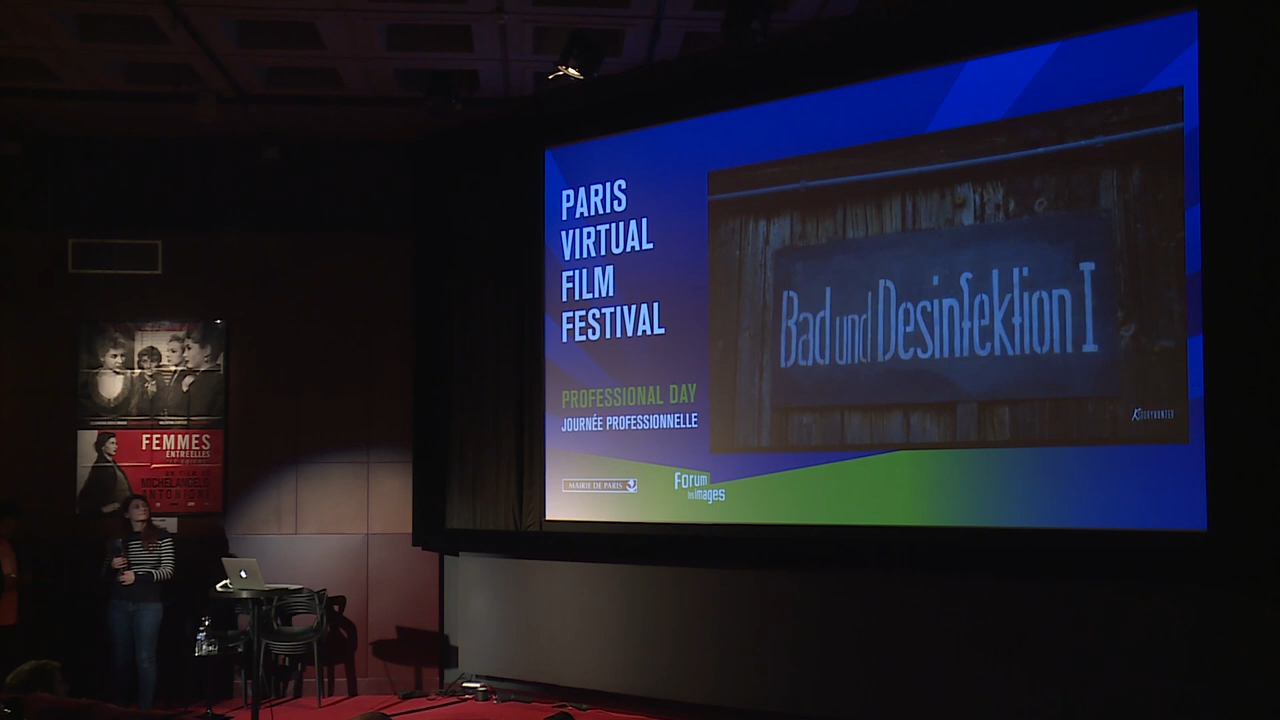 PARIS
VIRTUAL
FILM
FESTIVAL
PROFESSIONAL DAY
JOURNÉE PROFESSIONNELLE
MAIRIE DE PARIS
Forum
des images
Bad und Desinfektion I
FEMMES
ENTRE ELLES
MICHELANGELO
ANTONIONI